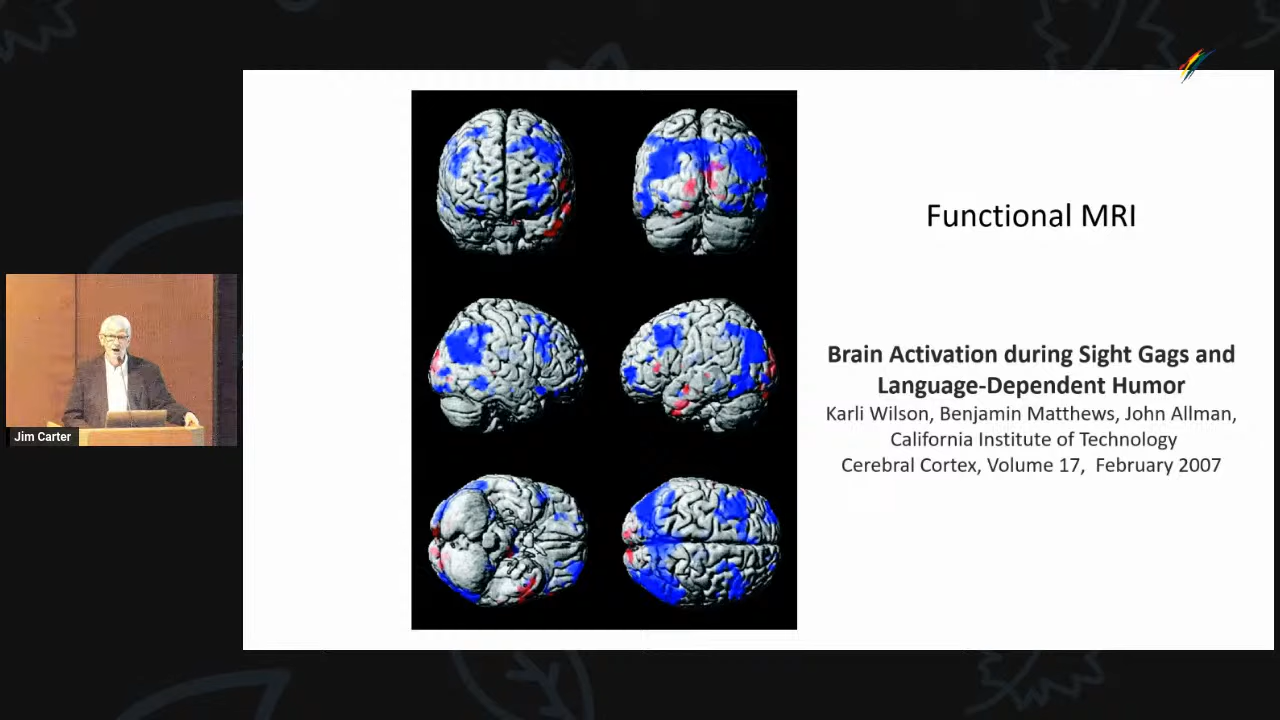 Functional MRI
Brain Activation during Sight Gags and
Language-Dependent Humor
Karli Wilson, Benjamin Matthews, John Allman,
California Institute of Technology
Cerebral Cortex, Volume 17, February 2007
Jim Carter